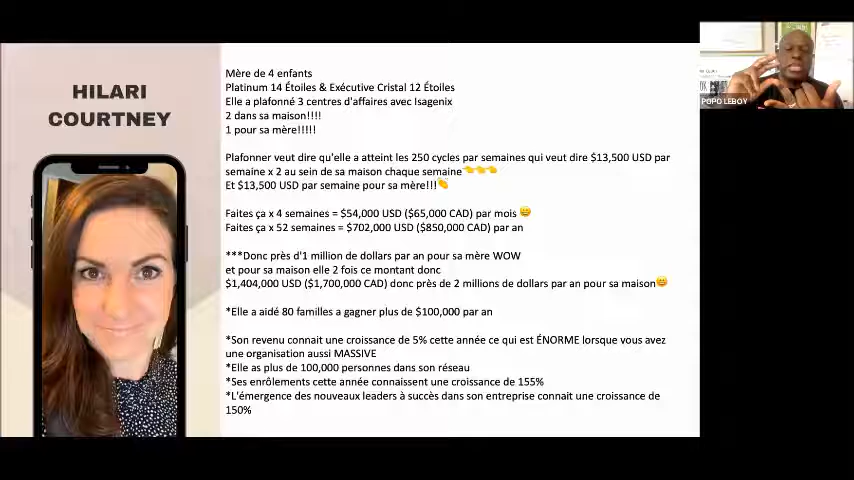 HILARI
COURTNEY
Mère de 4 enfants
Platinum 14 Étoiles & Exécutive Cristal 12 Étoiles
Elle a plafonné 3 centres d'affaires avec Isagenix
2 dans sa maison!!!!
1 pour sa mère!!!!!
Plafonner veut dire qu'elle a atteint les 250 cycles par semaines qui veut dire $13,500 USD par
semaine x 2 au sein de sa maison chaque semaine👈👈👈
Et $13,500 USD par semaine pour sa mère!!!👏
Faites ça x 4 semaines = $54,000 USD ($65,000 CAD) par mois 😄
Faites ça x 52 semaines = $702,000 USD ($850,000 CAD) par an
***Donc près d'1 million de dollars par an pour sa mère WOW
et pour sa maison elle 2 fois ce montant donc
$1,404,000 USD ($1,700,000 CAD) donc près de 2 millions de dollars par an pour sa maison😊
*Elle a aidé 80 familles a gagner plus de $100,000 par an
*Son revenu connait une croissance de 5% cette année ce qui est ÉNORME lorsque vous avez
une organisation aussi MASSIVE
*Elle as plus de 100,000 personnes dans son réseau
*Ses enrôlements cette année connaissent une croissance de 155%
*L'émergence des nouveaux leaders à succès dans son entreprise connait une croissance de
150%
POPO LEBOY